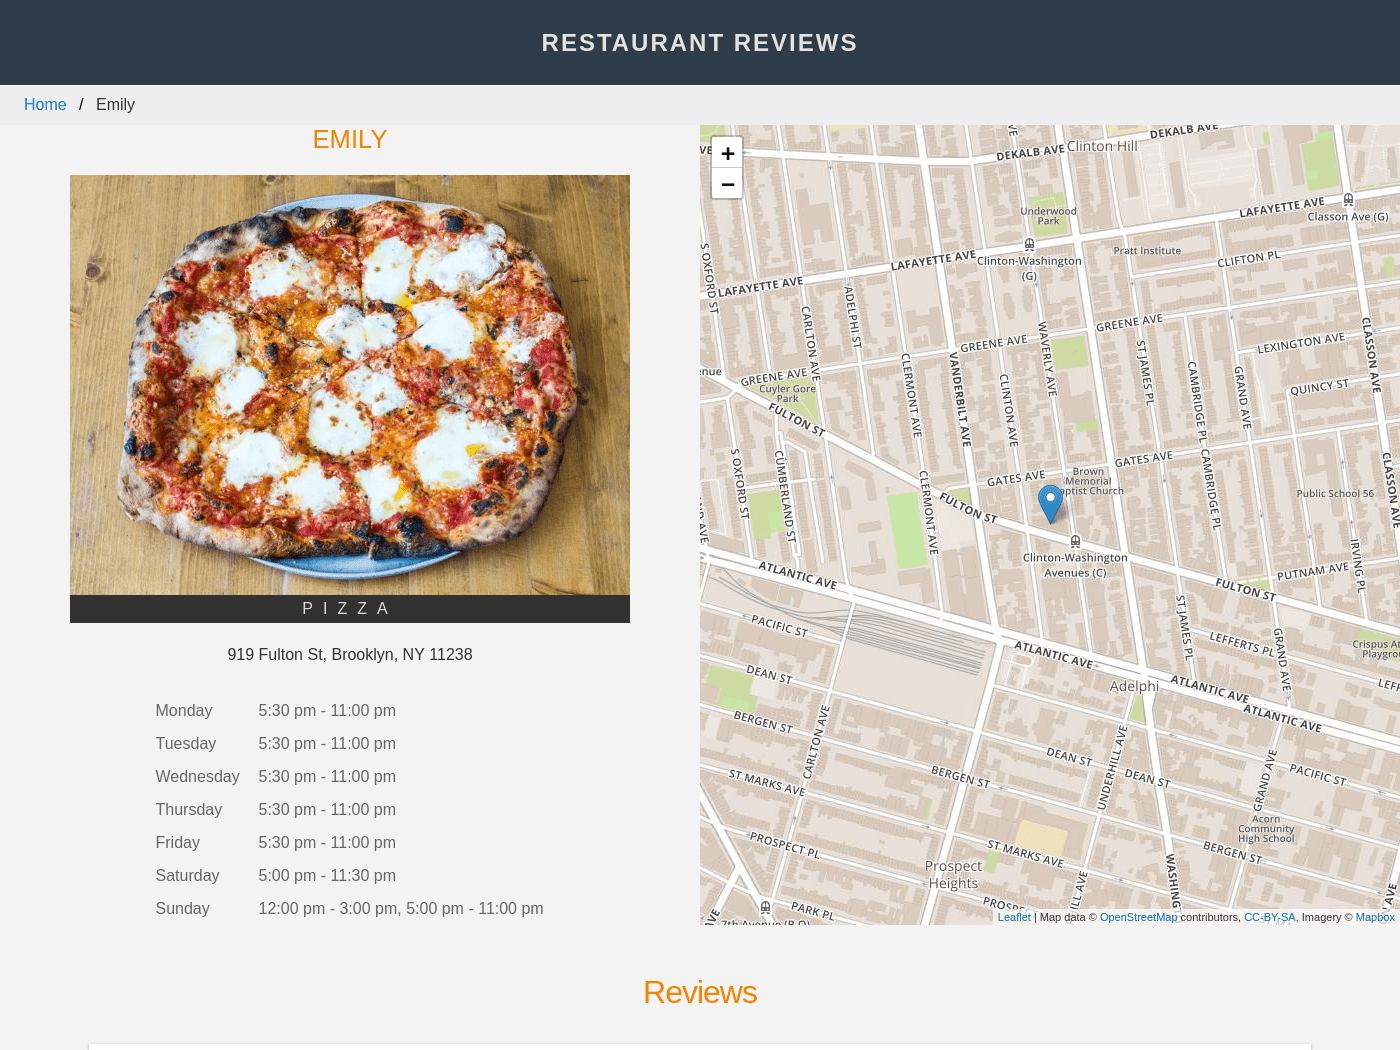 RESTAURANT REVIEWS
Home / Emily
EMILY
PIZZA
919 Fulton St, Brooklyn, NY 11238
Monday 5:30 pm - 11:00 pm
Tuesday 5:30 pm - 11:00 pm
Wednesday 5:30 pm - 11:00 pm
Thursday 5:30 pm - 11:00 pm
Friday 5:30 pm - 11:00 pm
Saturday 5:00 pm - 11:30 pm
Sunday 12:00 pm - 3:00 pm, 5:00 pm - 11:00 pm
+
−
DEKALB AVE
DEKALB AVE
Clinton Hill
Underwood
Park
LAFAYETTE AVE
Classon Ave (G)
Pratt Institute
LAFAYETTE AVE
Clinton-Washington
(G)
CLIFTON PL
S OXFORD ST
LAFAYETTE AVE
ADELPHI ST
CARLTON AVE
GREENE AVE
GREENE AVE
WAVERLY AVE
LEXINGTON AVE
CLASSON AVE
ST JAMES PL
CAMBRIDGE PL
GRAND AVE
QUINCY ST
GREENE AVE
Cuyler Gore
Park
CLERMONT AVE
VANDERBILT AVE
CLINTON AVE
FULTON ST
S OXFORD ST
CUMBERLAND ST
CLERMONT AVE
GATES AVE
GATES AVE
CAMBRIDGE PL
CLASSON AVE
Brown
Memorial
aptist Church
Public School 56
FULTON ST
Clinton-Washington
Avenues (C)
IRVING PL
PUTNAM AVE
FULTON ST
ATLANTIC AVE
PACIFIC ST
ST JAMES PL
LEFFERTS PL
GRAND AVE
Crispus At
Playgrou
ATLANTIC AVE
DEAN ST
Adelphi
ATLANTIC AVE
ATLANTIC AVE
LEFF
BERGEN ST
CARLTON AVE
UNDERHILL AVE
DEAN ST
DEAN ST
PACIFIC ST
GRAND AVE
ST MARKS AVE
BERGEN ST
Acorn
Community
High School
PROSPECT PL
ST MARKS AVE
BERGEN ST
Prospect
Heights
WASHING
PARK PL
PROSP
7th Avenue (B,Q)
Leaflet | Map data © OpenStreetMap contributors, CC-BY-SA, Imagery © Mapbox
Reviews